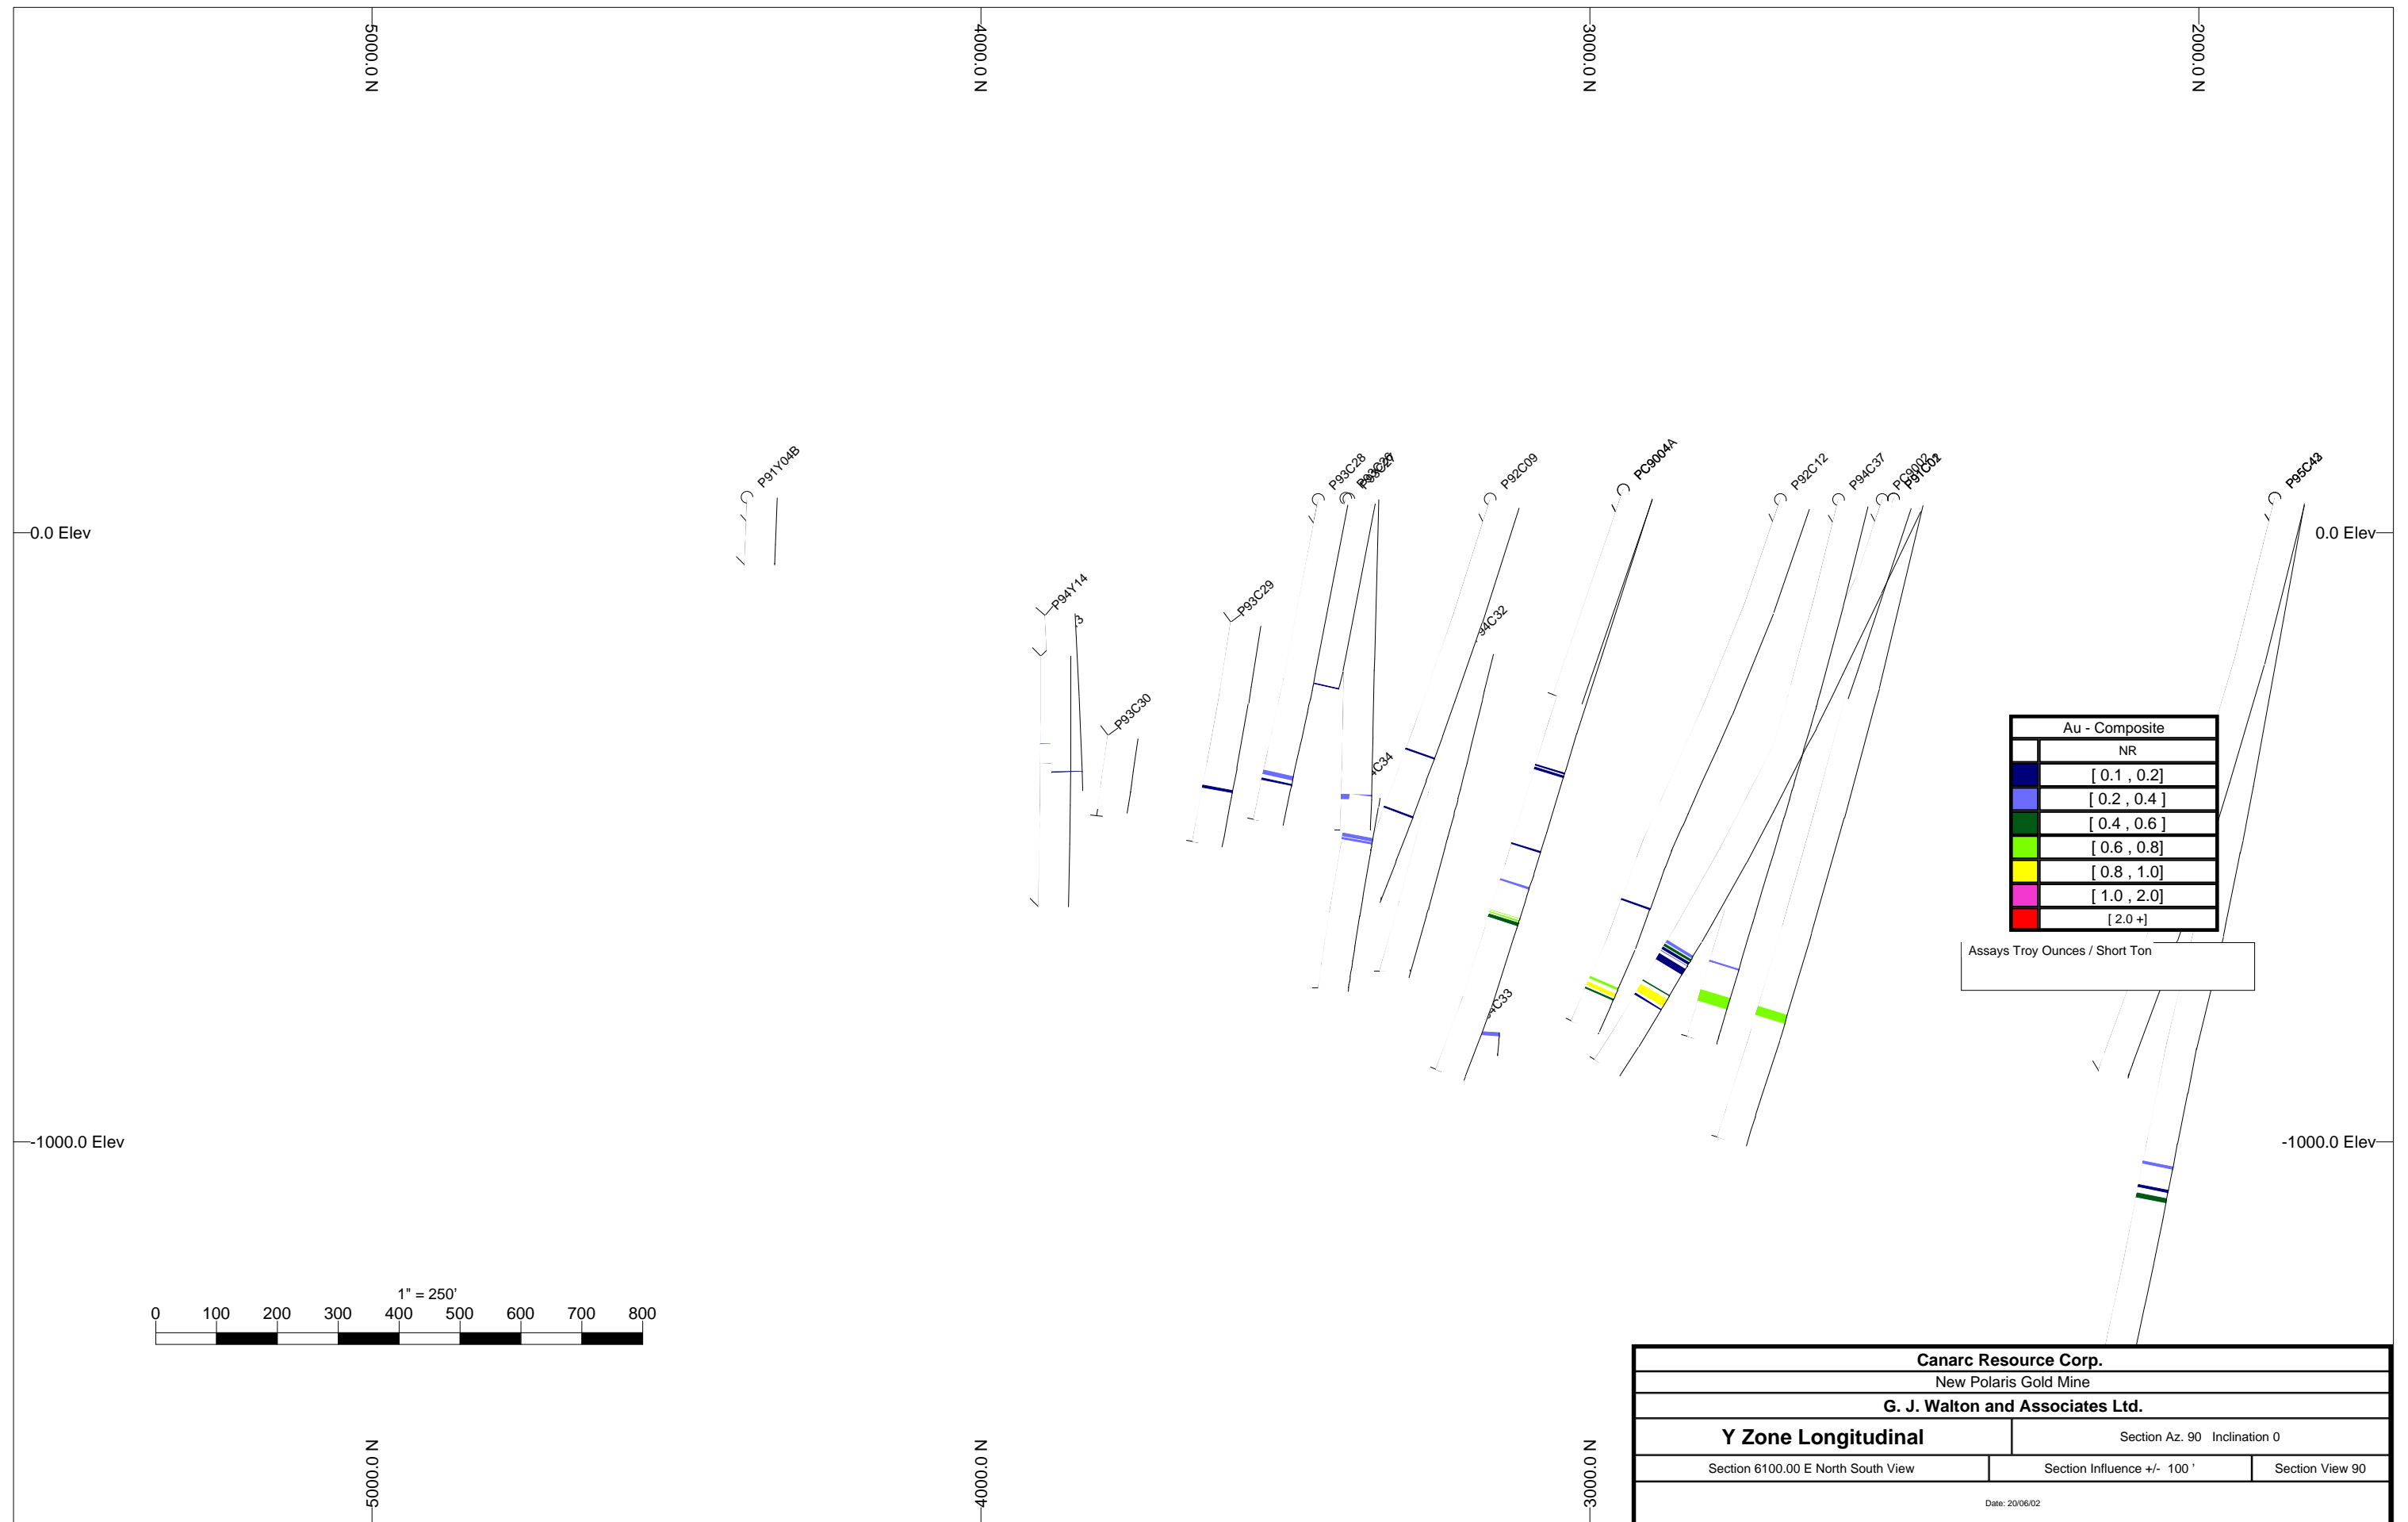 5000.0 N
4000.0 N
3000.0 N
2000.0 N
P91Y04B
P93C28
P93C27
P92C09
PC9004A
P92C12
P94C37
PC9002
P95C43
0.0 Elev
0.0 Elev
P94Y14
P93C29
94C32
P93C30
4C34
4C33
Au - Composite
NR
[ 0.1 , 0.2]
[ 0.2 , 0.4 ]
[ 0.4 , 0.6 ]
[ 0.6 , 0.8]
[ 0.8 , 1.0]
[ 1.0 , 2.0]
[ 2.0 +]
Assays Troy Ounces / Short Ton
-1000.0 Elev
-1000.0 Elev
1" = 250'
0 100 200 300 400 500 600 700 800
Canarc Resource Corp.
New Polaris Gold Mine
G. J. Walton and Associates Ltd.
Y Zone Longitudinal
Section Az. 90 Inclination 0
Section 6100.00 E North South View
Section Influence +/- 100 '
Section View 90
Date: 20/06/02
5000.0 N
4000.0 N
3000.0 N